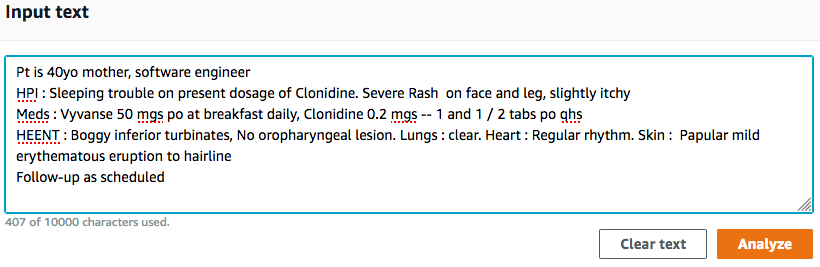 Input text
Pt is 40yo mother, software engineer
HPI : Sleeping trouble on present dosage of Clonidine. Severe Rash  on face and leg, slightly itchy
Meds : Vyvanse 50 mgs po at breakfast daily, Clonidine 0.2 mgs -- 1 and 1 / 2 tabs po qhs
HEENT : Boggy inferior turbinates, No oropharyngeal lesion. Lungs : clear. Heart : Regular rhythm. Skin :  Papular mild
erythematous eruption to hairline
Follow-up as scheduled
407 of 10000 characters used.
Clear text
Analyze